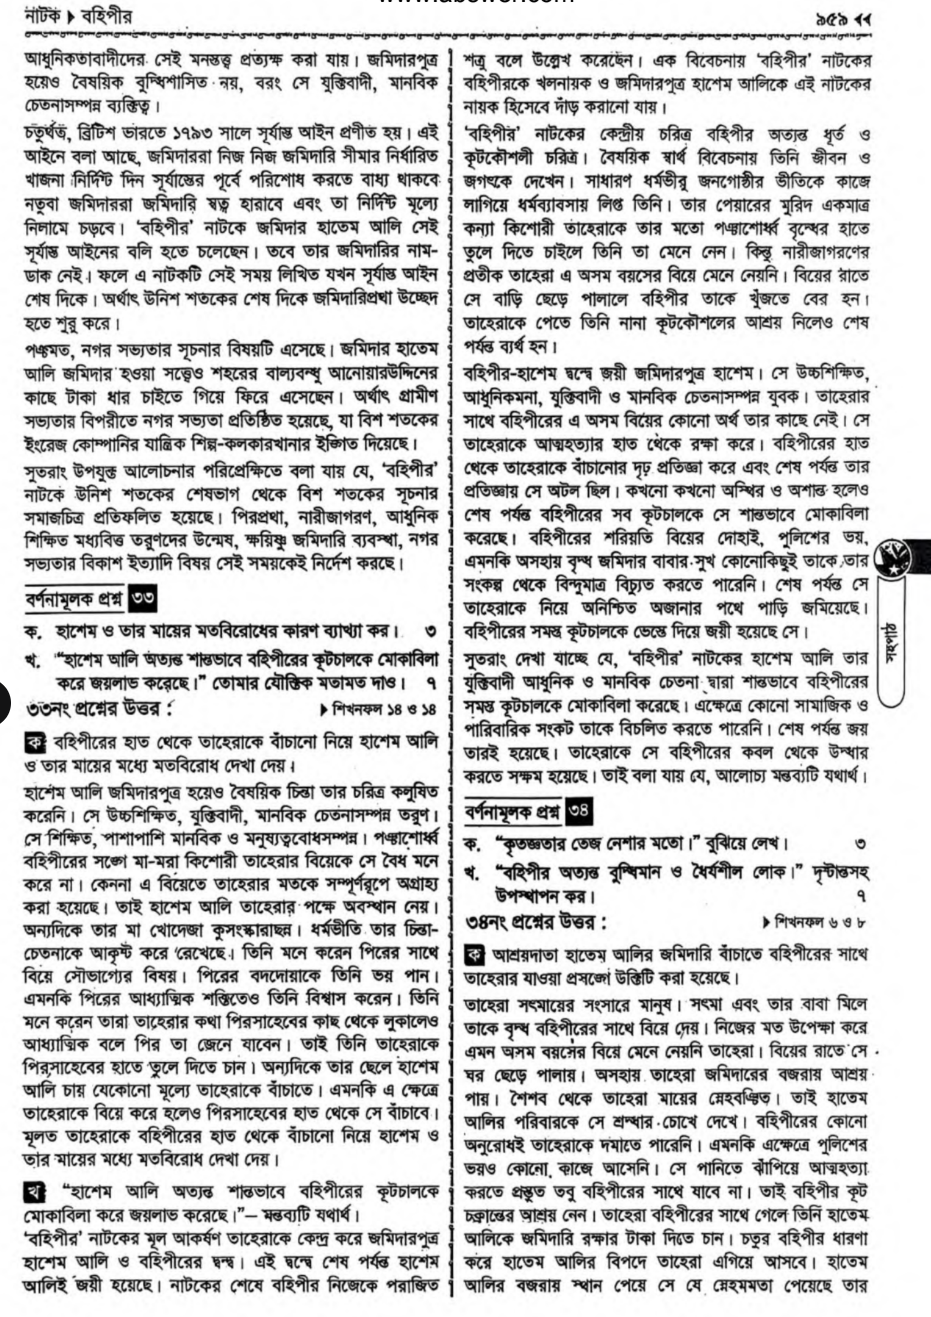 নাটক ▶ বহিপীর
৯৫৯ ◀◀
আধুনিকতাবাদীদের সেই মনস্তত্ত্ব প্রত্যক্ষ করা যায়। জমিদারপুত্র
হয়েও বৈষয়িক বুদ্ধিশাসিত নয়, বরং সে যুক্তিবাদী, মানবিক
চেতনাসম্পন্ন ব্যক্তিত্ব।
চতুর্থত, ব্রিটিশ ভারতে ১৭৯৩ সালে সূর্যাস্ত আইন প্রণীত হয়। এই
আইনে বলা আছে, জমিদাররা নিজ নিজ জমিদারি সীমার নির্ধারিত
খাজনা নির্দিষ্ট দিন সূর্যাস্তের পূর্বে পরিশোধ করতে বাধ্য থাকবে
নতুবা জমিদাররা জমিদারি স্বত্ব হারাবে এবং তা নির্দিষ্ট মূল্যে
নিলামে চড়বে। ‘বহিপীর’ নাটকে জমিদার হাতেম আলি সেই
সূর্যাস্ত আইনের বলি হতে চলেছেন। তবে তার জমিদারির নাম-
ডাক নেই। ফলে এ নাটকটি সেই সময় লিখিত যখন সূর্যাস্ত আইন
শেষ দিকে। অর্থাৎ উনিশ শতকের শেষ দিকে জমিদারিপ্রথা উচ্ছেদ
হতে শুরু করে।
পঞ্চমত, নগর সভ্যতার সূচনার বিষয়টি এসেছে। জমিদার হাতেম
আলি জমিদার হওয়া সত্ত্বেও শহরের বাল্যবন্ধু আনোয়ারউদ্দিনের
কাছে টাকা ধার চাইতে গিয়ে ফিরে এসেছেন। অর্থাৎ গ্রামীণ
সভ্যতার বিপরীতে নগর সভ্যতা প্রতিষ্ঠিত হয়েছে, যা বিশ শতকের
ইংরেজ কোম্পানির যান্ত্রিক শিল্প-কলকারখানার ইঙ্গিত দিয়েছে।
সুতরাং উপযুক্ত আলোচনার পরিপ্রেক্ষিতে বলা যায় যে, ‘বহিপীর’
নাটকে উনিশ শতকের শেষভাগ থেকে বিশ শতকের সূচনার
সমাজচিত্র প্রতিফলিত হয়েছে। পিরপ্রথা, নারীজাগরণ, আধুনিক
শিক্ষিত মধ্যবিত্ত তরুণদের উন্মেষ, ক্ষয়িষ্ণু জমিদারি ব্যবস্থা, নগর
সভ্যতার বিকাশ ইত্যাদি বিষয় সেই সময়কেই নির্দেশ করছে।
বর্ণনামূলক প্রশ্ন ৩৩
ক. হাশেম ও তার মায়ের মতবিরোধের কারণ ব্যাখ্যা কর। ৩
খ. “হাশেম আলি অত্যন্ত শান্তভাবে বহিপীরের কূটচালকে মোকাবিলা
করে জয়লাভ করেছে।” তোমার যৌক্তিক মতামত দাও। ৭
৩৩নং প্রশ্নের উত্তর : ▶ শিখনফল ১৪ ও ১৪
ক বহিপীরের হাত থেকে তাহেরাকে বাঁচানো নিয়ে হাশেম আলি
ও তার মায়ের মধ্যে মতবিরোধ দেখা দেয়।
হাশেম আলি জমিদারপুত্র হয়েও বৈষয়িক চিন্তা তার চরিত্র কলুষিত
করেনি। সে উচ্চশিক্ষিত, যুক্তিবাদী, মানবিক চেতনাসম্পন্ন তরুণ।
সে শিক্ষিত, পাশাপাশি মানবিক ও মনুষ্যত্ববোধসম্পন্ন। পঞ্চাশোর্ধ্ব
বহিপীরের সঙ্গে মা-মরা কিশোরী তাহেরার বিয়েকে সে বৈধ মনে
করে না। কেননা এ বিয়েতে তাহেরার মতকে সম্পূর্ণরূপে অগ্রাহ্য
করা হয়েছে। তাই হাশেম আলি তাহেরার পক্ষে অবস্থান নেয়।
অন্যদিকে তার মা খোদেজা কুসংস্কারাচ্ছন্ন। ধর্মভীতি তার চিন্তা-
চেতনাকে আকৃষ্ট করে রেখেছে। তিনি মনে করেন পিরের সাথে
বিয়ে সৌভাগ্যের বিষয়। পিরের বদদোয়াকে তিনি ভয় পান।
এমনকি পিরের আধ্যাত্মিক শক্তিতেও তিনি বিশ্বাস করেন। তিনি
মনে করেন তারা তাহেরার কথা পিরসাহেবের কাছ থেকে লুকালেও
আধ্যাত্মিক বলে পির তা জেনে যাবেন। তাই তিনি তাহেরাকে
পিরসাহেবের হাতে তুলে দিতে চান। অন্যদিকে তার ছেলে হাশেম
আলি চায় যেকোনো মূল্যে তাহেরাকে বাঁচাতে। এমনকি এ ক্ষেত্রে
তাহেরাকে বিয়ে করে হলেও পিরসাহেবের হাত থেকে সে বাঁচাবে।
মূলত তাহেরাকে বহিপীরের হাত থেকে বাঁচানো নিয়ে হাশেম ও
তার মায়ের মধ্যে মতবিরোধ দেখা দেয়।
খ “হাশেম আলি অত্যন্ত শান্তভাবে বহিপীরের কূটচালকে
মোকাবিলা করে জয়লাভ করেছে।”– মন্তব্যটি যথার্থ।
‘বহিপীর’ নাটকের মূল আকর্ষণ তাহেরাকে কেন্দ্র করে জমিদারপুত্র
হাশেম আলি ও বহিপীরের দ্বন্দ্ব। এই দ্বন্দ্বে শেষ পর্যন্ত হাশেম
আলিই জয়ী হয়েছে। নাটকের শেষে বহিপীর নিজেকে পরাজিত
শত্রু বলে উল্লেখ করেছেন। এক বিবেচনায় ‘বহিপীর’ নাটকের
বহিপীরকে খলনায়ক ও জমিদারপুত্র হাশেম আলিকে এই নাটকের
নায়ক হিসেবে দাঁড় করানো যায়।
‘বহিপীর’ নাটকের কেন্দ্রীয় চরিত্র বহিপীর অত্যন্ত ধূর্ত ও
কূটকৌশলী চরিত্র। বৈষয়িক স্বার্থ বিবেচনায় তিনি জীবন ও
জগৎকে দেখেন। সাধারণ ধর্মভীরু জনগোষ্ঠীর ভীতিকে কাজে
লাগিয়ে ধর্মব্যবসায় লিপ্ত তিনি। তার পেয়ারের মুরিদ একমাত্র
কন্যা কিশোরী তাহেরাকে তার মতো পঞ্চাশোর্ধ্ব বৃদ্ধের হাতে
তুলে দিতে চাইলে তিনি তা মেনে নেন। কিন্তু নারীজাগরণের
প্রতীক তাহেরা এ অসম বয়সের বিয়ে মেনে নেয়নি। বিয়ের রাতে
সে বাড়ি ছেড়ে পালালে বহিপীর তাকে খুঁজতে বের হন।
তাহেরাকে পেতে তিনি নানা কূটকৌশলের আশ্রয় নিলেও শেষ
পর্যন্ত ব্যর্থ হন।
বহিপীর-হাশেম দ্বন্দ্বে জয়ী জমিদারপুত্র হাশেম। সে উচ্চশিক্ষিত,
আধুনিকমনা, যুক্তিবাদী ও মানবিক চেতনাসম্পন্ন যুবক। তাহেরার
সাথে বহিপীরের এ অসম বিয়ের কোনো অর্থ তার কাছে নেই। সে
তাহেরাকে আত্মহত্যার হাত থেকে রক্ষা করে। বহিপীরের হাত
থেকে তাহেরাকে বাঁচানোর দৃঢ় প্রতিজ্ঞা করে এবং শেষ পর্যন্ত তার
প্রতিজ্ঞায় সে অটল ছিল। কখনো কখনো অস্থির ও অশান্ত হলেও
শেষ পর্যন্ত বহিপীরের সব কূটচালকে সে শান্তভাবে মোকাবিলা
করেছে। বহিপীরের শরিয়তি বিয়ের দোহাই, পুলিশের ভয়,
এমনকি অসহায় বৃদ্ধ জমিদার বাবার সুখ কোনোকিছুই তাকে তার
সংকল্প থেকে বিন্দুমাত্র বিচ্যুত করতে পারেনি। শেষ পর্যন্ত সে
তাহেরাকে নিয়ে অনিশ্চিত অজানার পথে পাড়ি জমিয়েছে।
বহিপীরের সমস্ত কূটচালকে ভেস্তে দিয়ে জয়ী হয়েছে সে।
সুতরাং দেখা যাচ্ছে যে, ‘বহিপীর’ নাটকের হাশেম আলি তার
যুক্তিবাদী আধুনিক ও মানবিক চেতনা দ্বারা শান্তভাবে বহিপীরের
সমস্ত কূটচালকে মোকাবিলা করেছে। এক্ষেত্রে কোনো সামাজিক ও
পারিবারিক সংকট তাকে বিচলিত করতে পারেনি। শেষ পর্যন্ত জয়
তারই হয়েছে। তাহেরাকে সে বহিপীরের কবল থেকে উদ্ধার
করতে সক্ষম হয়েছে। তাই বলা যায় যে, আলোচ্য মন্তব্যটি যথার্থ।
বর্ণনামূলক প্রশ্ন ৩৪
ক. “কৃতজ্ঞতার তেজ নেশার মতো।” বুঝিয়ে লেখ। ৩
খ. “বহিপীর অত্যন্ত বুদ্ধিমান ও ধৈর্যশীল লোক।” দৃষ্টান্তসহ
উপস্থাপন কর। ৭
৩৪নং প্রশ্নের উত্তর : ▶ শিখনফল ৬ ও ৮
ক আশ্রয়দাতা হাতেম আলির জমিদারি বাঁচাতে বহিপীরের সাথে
তাহেরার যাওয়া প্রসঙ্গে উক্তিটি করা হয়েছে।
তাহেরা সৎমায়ের সংসারে মানুষ। সৎমা এবং তার বাবা মিলে
তাকে বৃদ্ধ বহিপীরের সাথে বিয়ে দেয়। নিজের মত উপেক্ষা করে
এমন অসম বয়সের বিয়ে মেনে নেয়নি তাহেরা। বিয়ের রাতে সে
ঘর ছেড়ে পালায়। অসহায় তাহেরা জমিদারের বজরায় আশ্রয়
পায়। শৈশব থেকে তাহেরা মায়ের স্নেহবঞ্চিত। তাই হাতেম
আলির পরিবারকে সে শ্রদ্ধার চোখে দেখে। বহিপীরের কোনো
অনুরোধই তাহেরাকে দমাতে পারেনি। এমনকি এক্ষেত্রে পুলিশের
ভয়ও কোনো কাজে আসেনি। সে পানিতে ঝাঁপিয়ে আত্মহত্যা
করতে প্রস্তুত তবু বহিপীরের সাথে যাবে না। তাই বহিপীর কূট
চক্রান্তের আশ্রয় নেন। তাহেরা বহিপীরের সাথে গেলে তিনি হাতেম
আলিকে জমিদারি রক্ষার টাকা দিতে চান। চতুর বহিপীর ধারণা
করে হাতেম আলির বিপদে তাহেরা এগিয়ে আসবে। হাতেম
আলির বজরায় স্থান পেয়ে সে যে স্নেহমমতা পেয়েছে তার
সহপাঠ